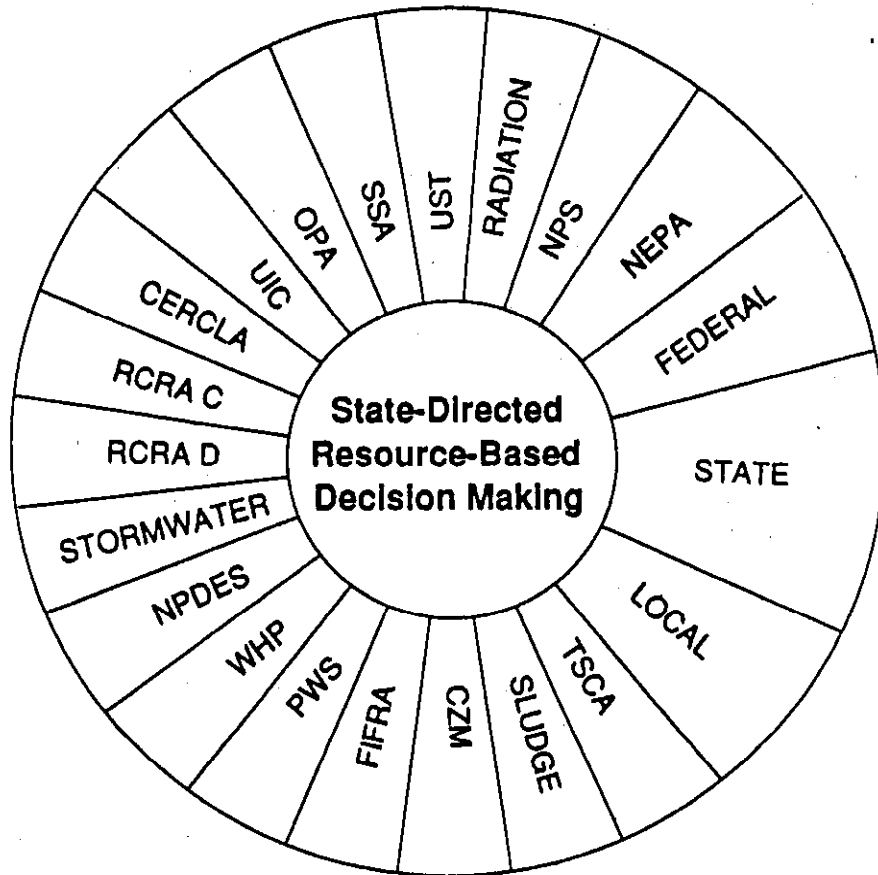 State-Directed
Resource-Based
Decision Making
UST
RADIATION
NPS
NEPA
FEDERAL
STATE
LOCAL
TSCA
SLUDGE
CZM
FIFRA
PWS
WHP
NPDES
STORMWATER
RCRA D
RCRA C
CERCLA
UIC
OPA
SSA